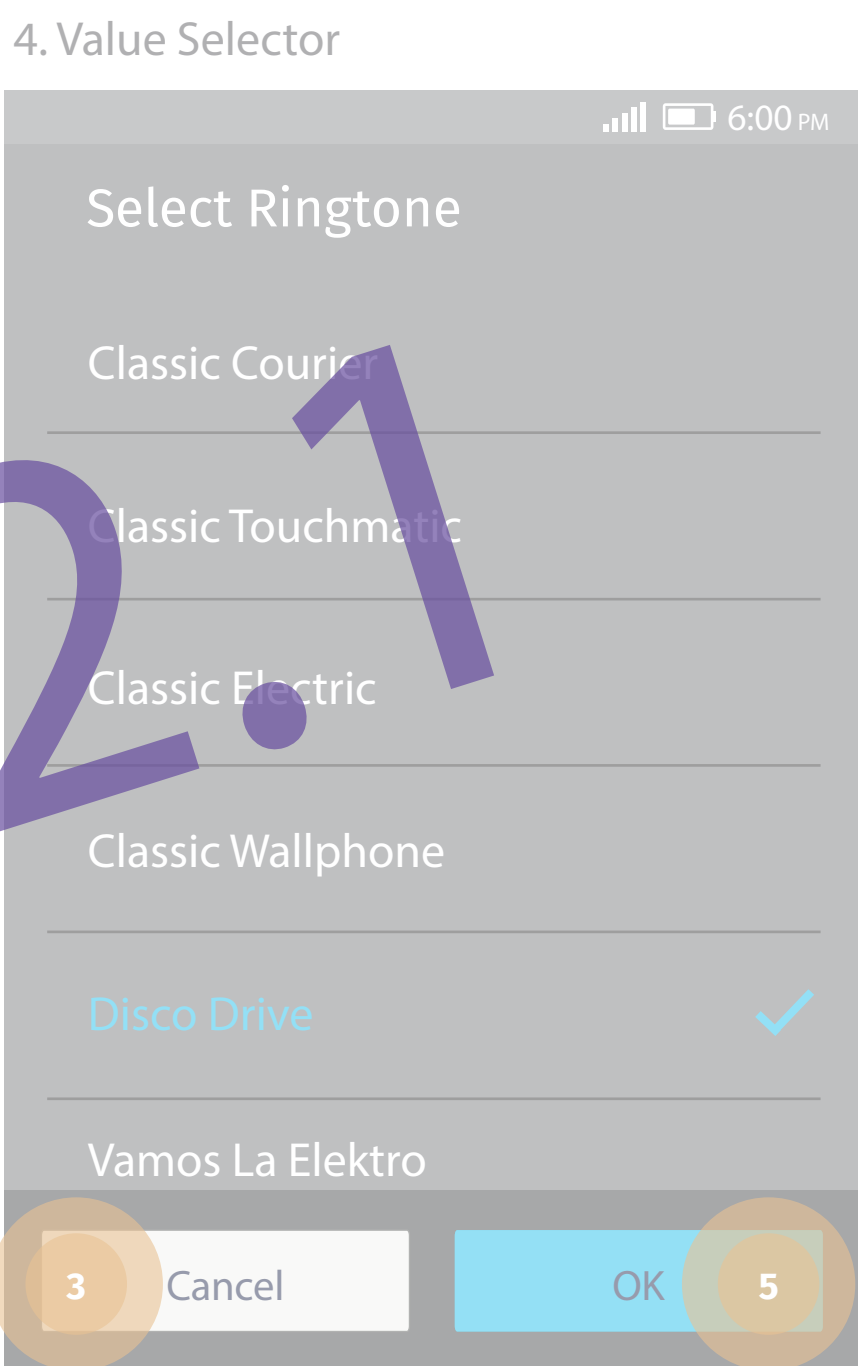 4. Value Selector
6:00 PM
Select Ringtone
Classic Courier
Classic Touchmatic
Classic Electric
Classic Wallphone
Disco Drive
Vamos La Elektro
3 Cancel OK 5
2.1